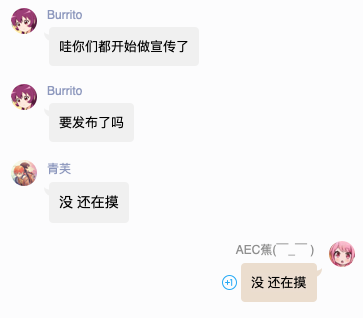 Burrito
哇你们都开始做宣传了
Burrito
要发布了吗
青芙
没 还在摸
AEC蕉(￣_￣ )
+1
没 还在摸